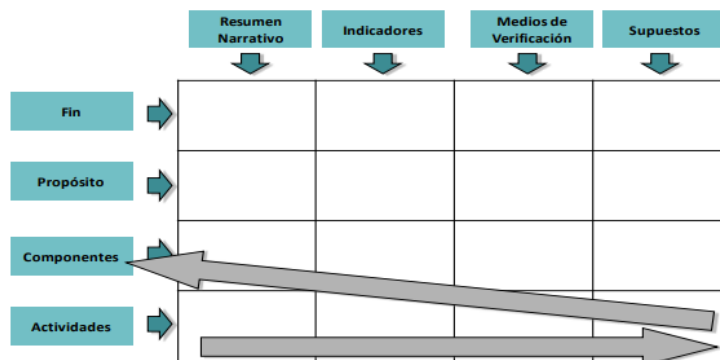 Resumen
Narrativo
Indicadores
Medios de
Verificación
Supuestos
Fin
Propósito
Componentes
Actividades